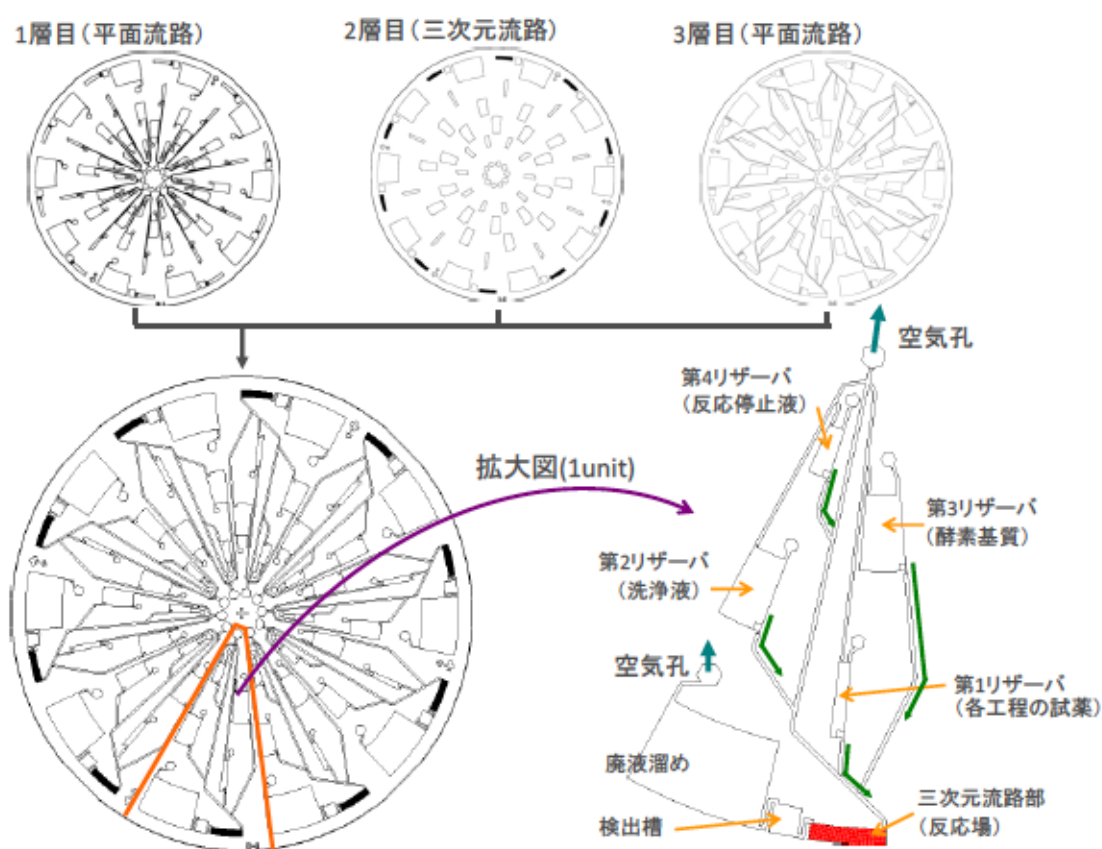 1層目(平面流路)
2層目(三次元流路)
3層目(平面流路)
空気孔
第4リザーバ
(反応停止液)
拡大図(1unit)
第3リザーバ
(酵素基質)
第2リザーバ
(洗浄液)
空気孔
第1リザーバ
(各工程の試薬)
廃液溜め
三次元流路部
(反応場)
検出槽